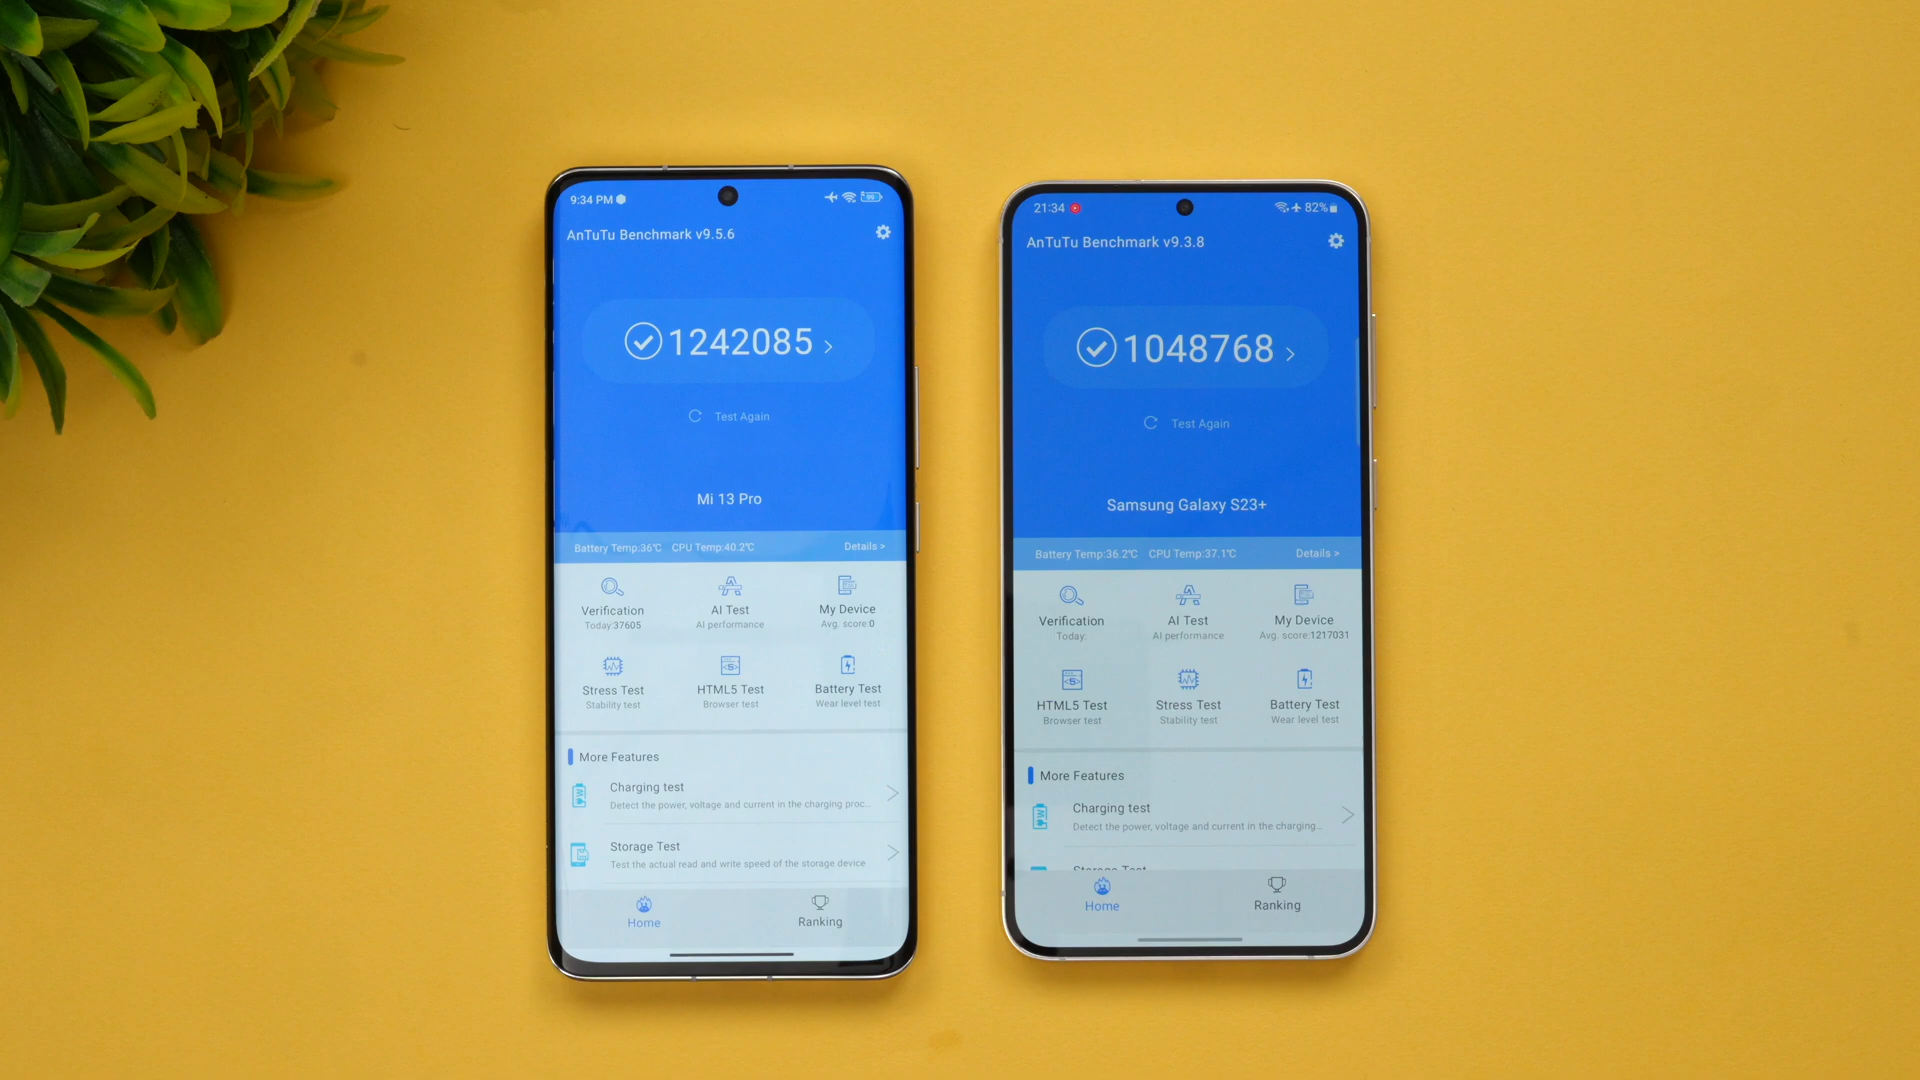 9:34 PM
99
AnTuTu Benchmark v9.5.6
1242085 >
Test Again
Mi 13 Pro
Battery Temp:36℃ CPU Temp:40.2℃ Details >
Verification
Today:37605
AI Test
AI performance
My Device
Avg. score:0
Stress Test
Stability test
HTML5 Test
Browser test
Battery Test
Wear level test
More Features
Charging test
Detect the power, voltage and current in the charging proc...
Storage Test
Test the actual read and write speed of the storage device
Home
Ranking
21:34
82%
AnTuTu Benchmark v9.3.8
1048768 >
Test Again
Samsung Galaxy S23+
Battery Temp:36.2℃ CPU Temp:37.1℃ Details >
Verification
Today:
AI Test
AI performance
My Device
Avg. score:1217031
HTML5 Test
Browser test
Stress Test
Stability test
Battery Test
Wear level test
More Features
Charging test
Detect the power, voltage and current in the charging...
Storage Test
Home
Ranking